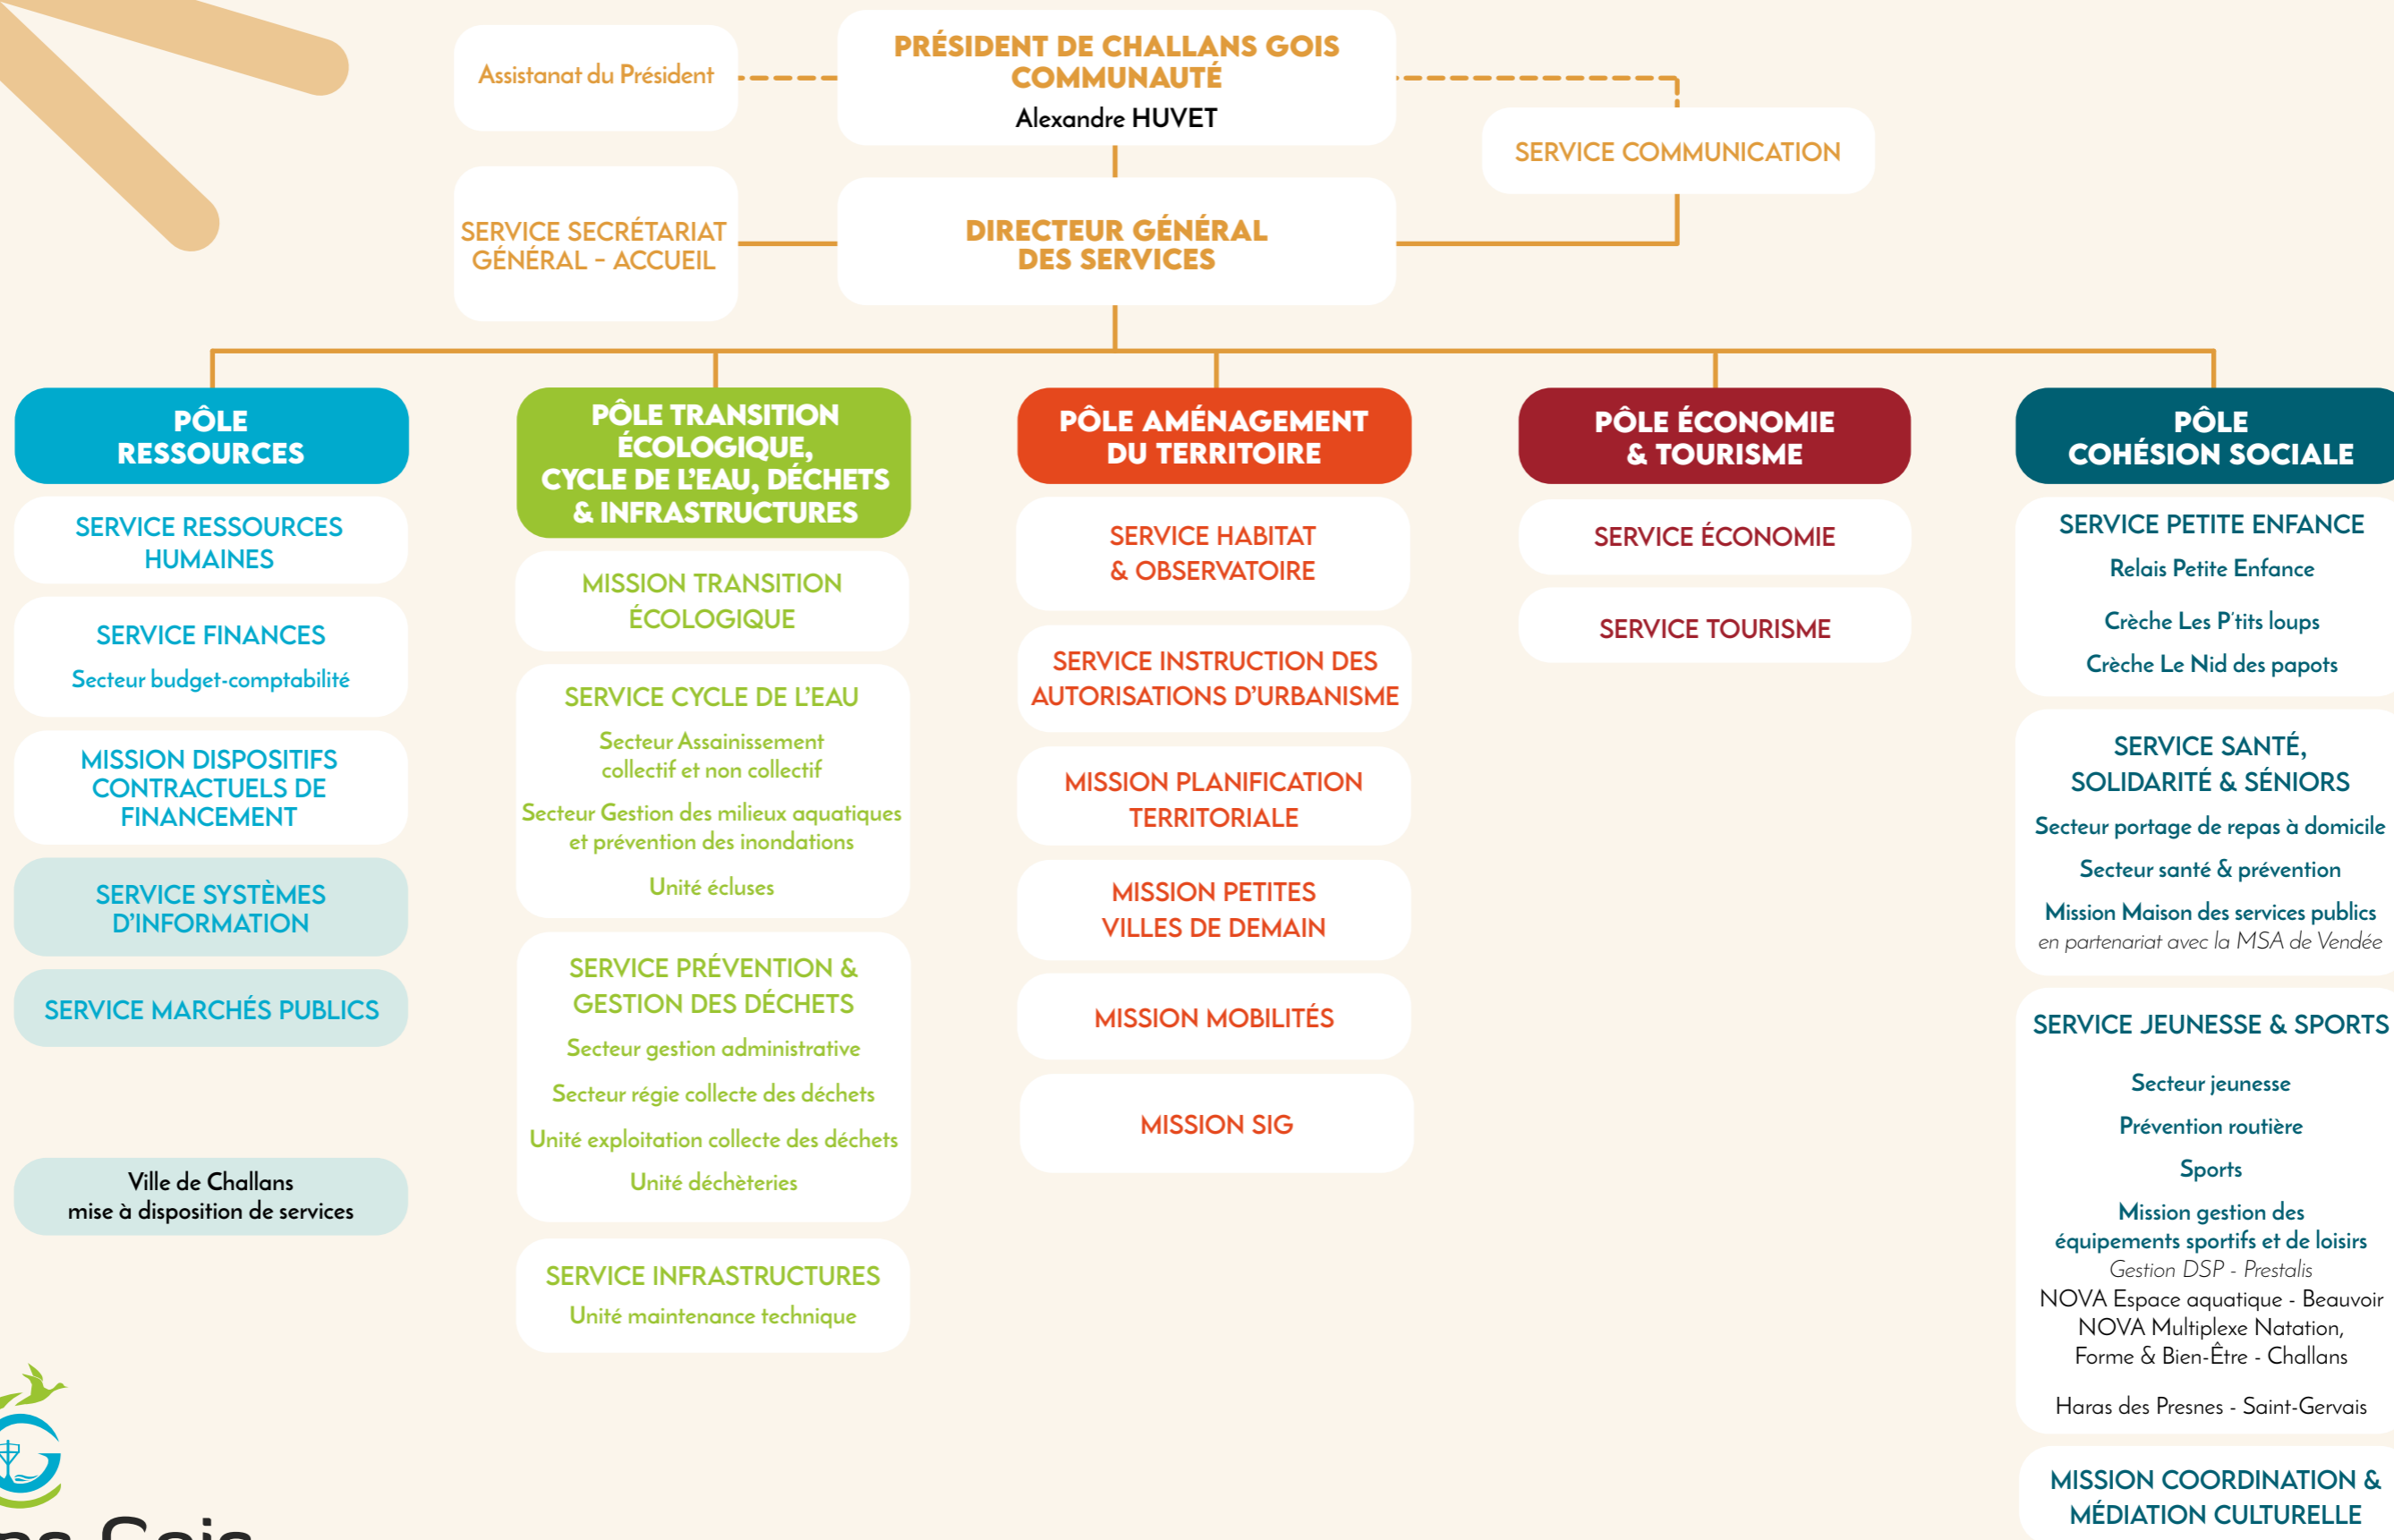 Assistanat du Président
PRÉSIDENT DE CHALLANS GOIS
COMMUNAUTÉ
Alexandre HUVET
SERVICE COMMUNICATION
SERVICE SECRÉTARIAT
GÉNÉRAL - ACCUEIL
DIRECTEUR GÉNÉRAL
DES SERVICES
PÔLE
RESSOURCES
SERVICE RESSOURCES
HUMAINES
SERVICE FINANCES
Secteur budget-comptabilité
MISSION DISPOSITIFS
CONTRACTUELS DE
FINANCEMENT
SERVICE SYSTÈMES
D'INFORMATION
SERVICE MARCHÉS PUBLICS
Ville de Challans
mise à disposition de services
PÔLE TRANSITION
ÉCOLOGIQUE,
CYCLE DE L'EAU, DÉCHETS
& INFRASTRUCTURES
MISSION TRANSITION
ÉCOLOGIQUE
SERVICE CYCLE DE L'EAU
Secteur Assainissement
collectif et non collectif
Secteur Gestion des milieux aquatiques
et prévention des inondations
Unité écluses
SERVICE PRÉVENTION &
GESTION DES DÉCHETS
Secteur gestion administrative
Secteur régie collecte des déchets
Unité exploitation collecte des déchets
Unité déchèteries
SERVICE INFRASTRUCTURES
Unité maintenance technique
PÔLE AMÉNAGEMENT
DU TERRITOIRE
SERVICE HABITAT
& OBSERVATOIRE
SERVICE INSTRUCTION DES
AUTORISATIONS D'URBANISME
MISSION PLANIFICATION
TERRITORIALE
MISSION PETITES
VILLES DE DEMAIN
MISSION MOBILITÉS
MISSION SIG
PÔLE ÉCONOMIE
& TOURISME
SERVICE ÉCONOMIE
SERVICE TOURISME
PÔLE
COHÉSION SOCIALE
SERVICE PETITE ENFANCE
Relais Petite Enfance
Crèche Les P'tits loups
Crèche Le Nid des papots
SERVICE SANTÉ,
SOLIDARITÉ & SÉNIORS
Secteur portage de repas à domicile
Secteur santé & prévention
Mission Maison des services publics
en partenariat avec la MSA de Vendée
SERVICE JEUNESSE & SPORTS
Secteur jeunesse
Prévention routière
Sports
Mission gestion des
équipements sportifs et de loisirs
Gestion DSP - Prestalis
NOVA Espace aquatique - Beauvoir
NOVA Multiplexe Natation,
Forme & Bien-Être - Challans
Haras des Presnes - Saint-Gervais
MISSION COORDINATION &
MÉDIATION CULTURELLE